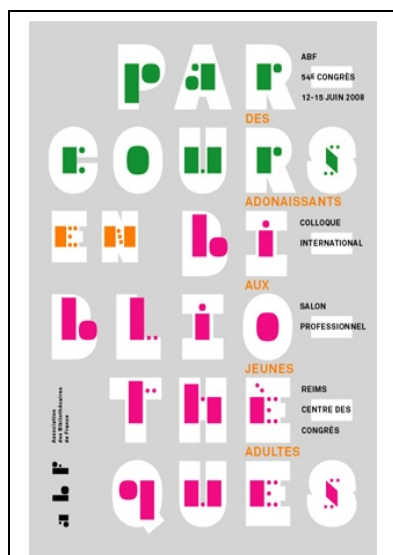 PAR
ABF
54E CONGRÈS
12-15 JUIN 2008
DES
COURS
ADONAISSANTS
EN BI
COLLOQUE
INTERNATIONAL
AUX
BLIO
SALON
PROFESSIONNEL
JEUNES
THÈ
REIMS
CENTRE DES
CONGRÈS
ADULTES
QUES
Association
des Bibliothécaires
de France
abf